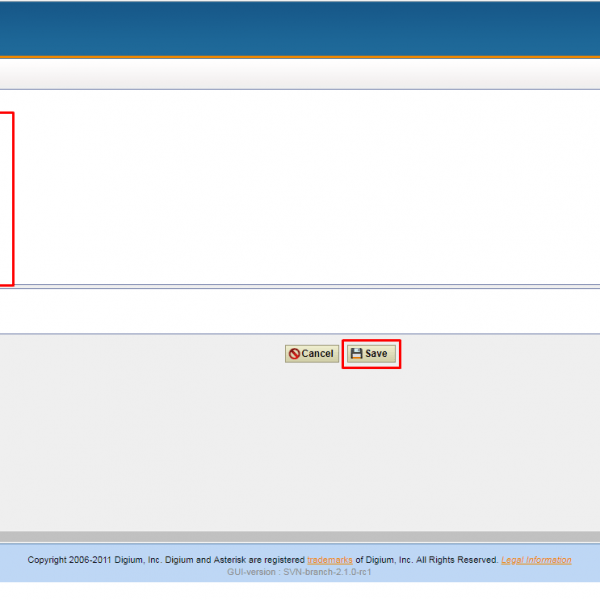 Cancel Save
Copyright 2006-2011 Digium, Inc. Digium and Asterisk are registered trademarks of Digium, Inc. All Rights Reserved. Legal Information
GUI-version : SVN-branch-2.1.0-rc1